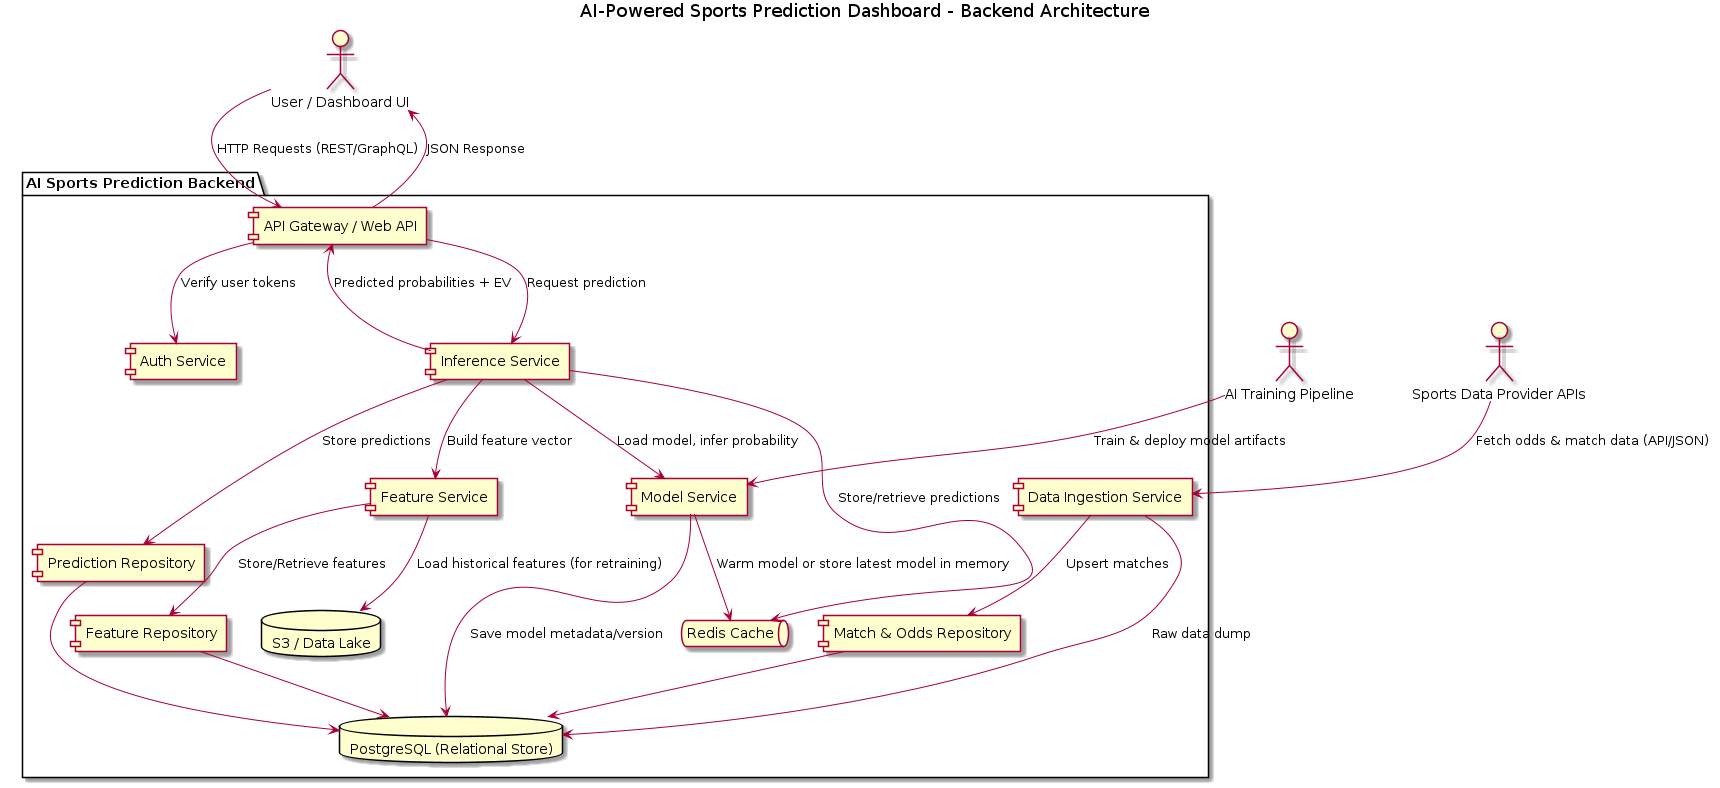 AI-Powered Sports Prediction Dashboard - Backend Architecture
User / Dashboard UI
HTTP Requests (REST/GraphQL)
JSON Response
AI Sports Prediction Backend
API Gateway / Web API
Verify user tokens
Predicted probabilities + EV
Request prediction
Auth Service
Inference Service
AI Training Pipeline
Sports Data Provider APIs
Store predictions
Build feature vector
Load model, infer probability
Train & deploy model artifacts
Fetch odds & match data (API/JSON)
Feature Service
Model Service
Store/retrieve predictions
Data Ingestion Service
Prediction Repository
Store/Retrieve features
Load historical features (for retraining)
Warm model or store latest model in memory
Upsert matches
Feature Repository
S3 / Data Lake
Save model metadata/version
Redis Cache
Match & Odds Repository
Raw data dump
PostgreSQL (Relational Store)